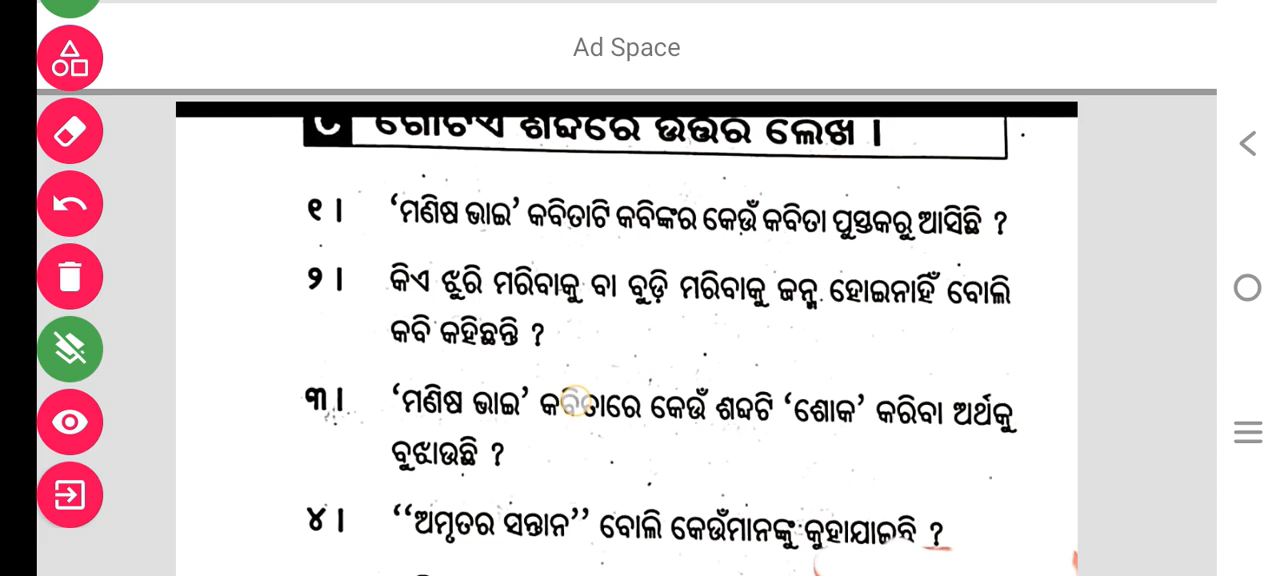 Ad Space
C ଗୋଟିଏ ଶବ୍ଦରେ ଉତ୍ତର ଲେଖ ।
୧। ‘ମଣିଷ ଭାଇ’ କବିତାଟି କବିଙ୍କର କେଉଁ କବିତା ପୁସ୍ତକରୁ ଆସିଛି ?
୨। କିଏ ଝୁରି ମରିବାକୁ ବା ବୁଡ଼ି ମରିବାକୁ ଜନ୍ମ ହୋଇନାହିଁ ବୋଲି
କବି କହିଛନ୍ତି ?
୩। ‘ମଣିଷ ଭାଇ’ କବିତାରେ କେଉଁ ଶବ୍ଦଟି ‘ଶୋକ’ କରିବା ଅର୍ଥକୁ
ବୁଝାଉଛି ?
୪। ‘‘ଅମୃତର ସନ୍ତାନ’’ ବୋଲି କେଉଁମାନଙ୍କୁ କୁହାଯାଇଛି ?